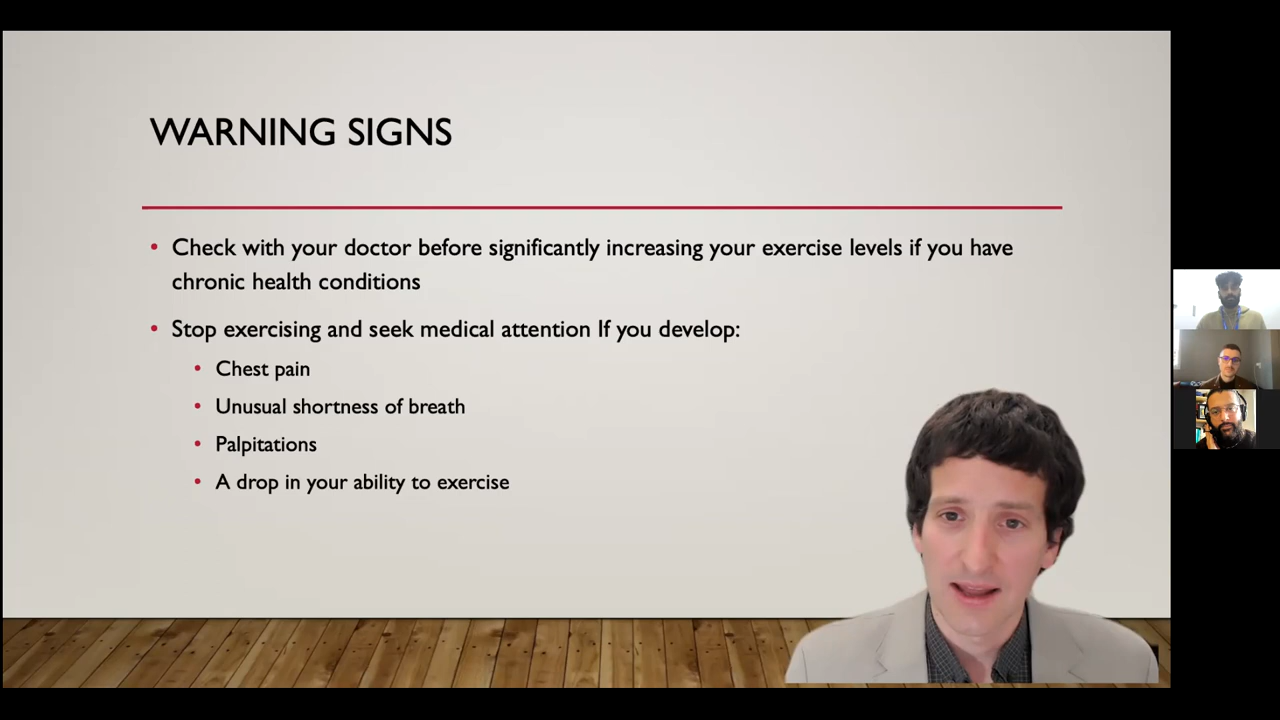 WARNING SIGNS
• Check with your doctor before significantly increasing your exercise levels if you have
chronic health conditions
• Stop exercising and seek medical attention If you develop:
• Chest pain
• Unusual shortness of breath
• Palpitations
• A drop in your ability to exercise